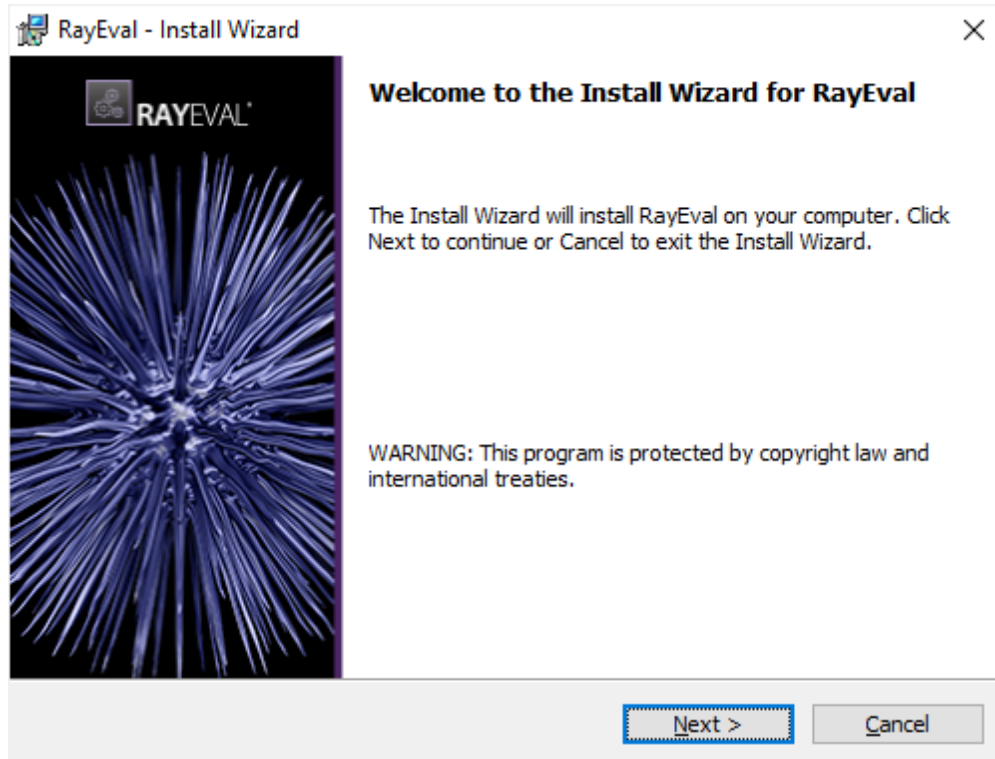 RayEval - Install Wizard
RAYEVAL
Welcome to the Install Wizard for RayEval
The Install Wizard will install RayEval on your computer. Click
Next to continue or Cancel to exit the Install Wizard.
WARNING: This program is protected by copyright law and
international treaties.
Next >
Cancel